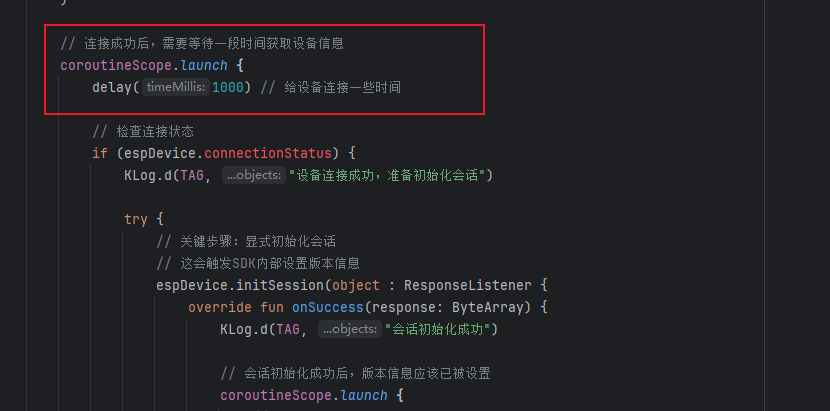 // 连接成功后，需要等待一段时间获取设备信息
coroutineScope.launch {
delay( timeMillis: 1000) // 给设备连接一些时间
// 检查连接状态
if (espDevice.connectionStatus) {
KLog.d(TAG, ...objects: "设备连接成功，准备初始化会话")
try {
// 关键步骤：显式初始化会话
// 这会触发SDK内部设置版本信息
espDevice.initSession(object : ResponseListener {
override fun onSuccess(response: ByteArray) {
KLog.d(TAG, ...objects: "会话初始化成功")
// 会话初始化成功后，版本信息应该已被设置
coroutineScope.launch {